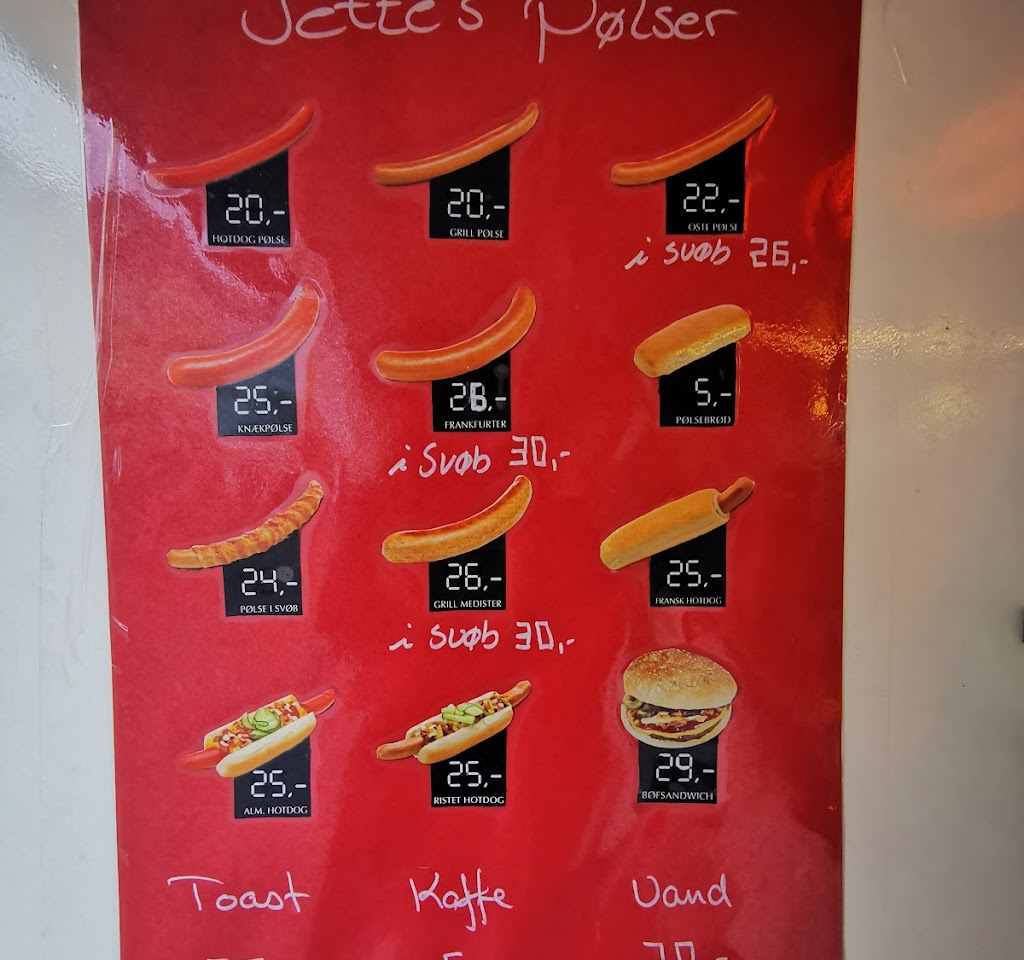 Jette's Pølser
20,- 20,- 22,-
HOTDOG PØLSE GRILL PØLSE OSTE PØLSE
i svøb 26,-
25,- 5,-
KNÆKPØLSE FRANKFURTER PØLSEBRØD
i svøb 30,-
24,- 26,- 25,-
PØLSE I SVØB GRILL MEDISTER FRANSK HOTDOG
i svøb 30,-
25,- 25,- 29,-
ALM. HOTDOG RISTET HOTDOG BØFSANDWICH
Toast Kaffe Vand